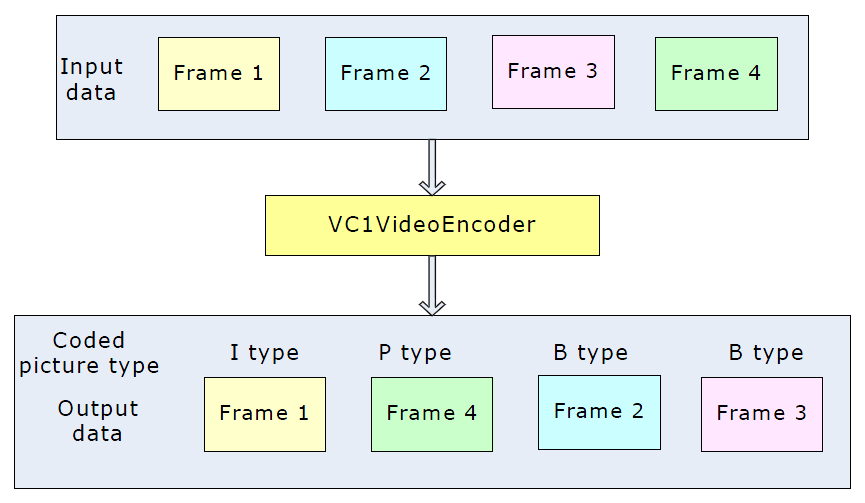 Input
data
Frame 1
Frame 2
Frame 3
Frame 4
VC1VideoEncoder
Coded
picture type
I type
P type
B type
B type
Output
data
Frame 1
Frame 4
Frame 2
Frame 3